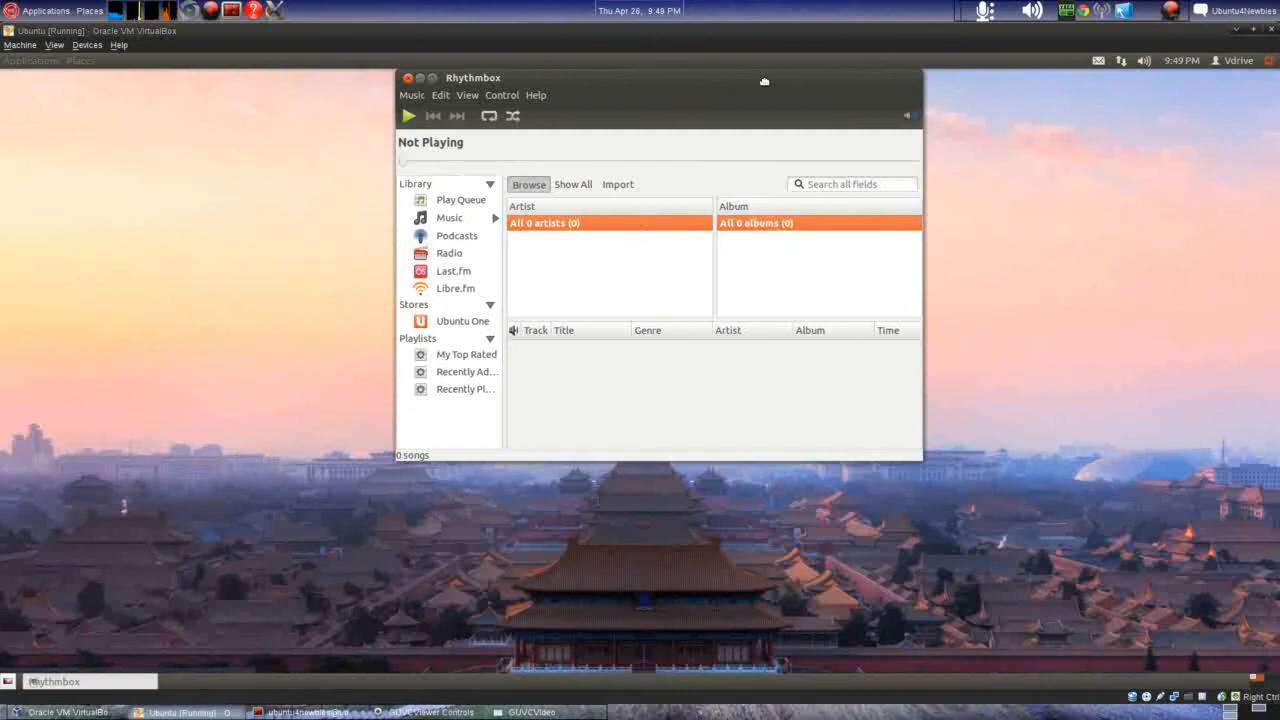 Applications Places Thu Apr 26, 9:49 PM Ubuntu4Newbies
Ubuntu [Running] - Oracle VM VirtualBox
Machine View Devices Help
Applications Places 9:49 PM Vdrive
Rhythmbox
Music Edit View Control Help
Not Playing
Library
Browse Show All Import Search all fields
Play Queue
Artist Album
Music
All 0 artists (0) All 0 albums (0)
Podcasts
Radio
Last.fm
Libre.fm
Stores
Ubuntu One
Track Title Genre Artist Album Time
Playlists
My Top Rated
Recently Ad...
Recently Pl...
0 songs
Rhythmbox
Right Ctrl
Oracle VM VirtualBo Ubuntu [Running] - O GUVCViewer Controls GUVCVideo